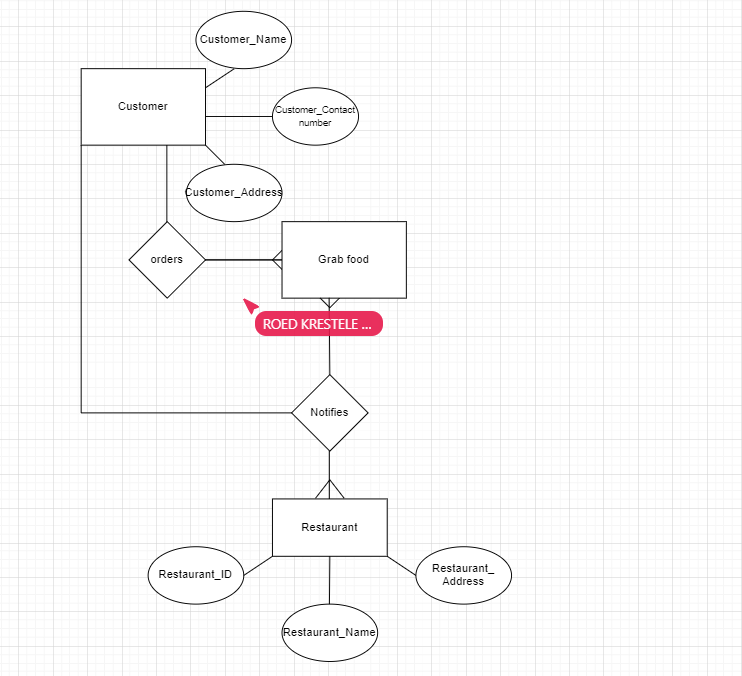 Customer_Name
Customer
Customer_Contact
number
Customer_Address
orders
Grab food
ROED KRESTELE ...
Notifies
Restaurant
Restaurant_ID
Restaurant_
Address
Restaurant_Name